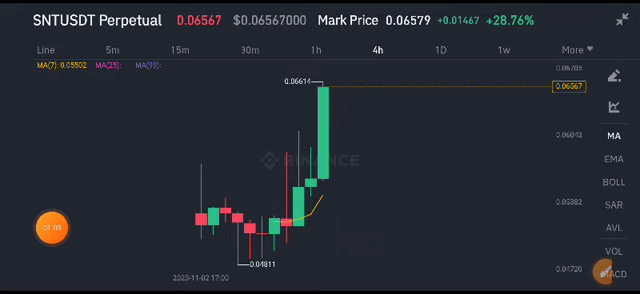 SNTUSDT Perpetual 0.06567 $0.06567000 Mark Price 0.06579 +0.01467 +28.76%
Line 5m 15m 30m 1h 4h 1D 1w More
MA(7): 0.05502 MA(25): MA(99):
0.06705
0.06614
0.06567
0.06043
MA
BINANCE
EMA
BOLL
0.05382
SAR
01:03
AVL
VOL
0.04811
0.04720
MACD
2023-11-02 17:00